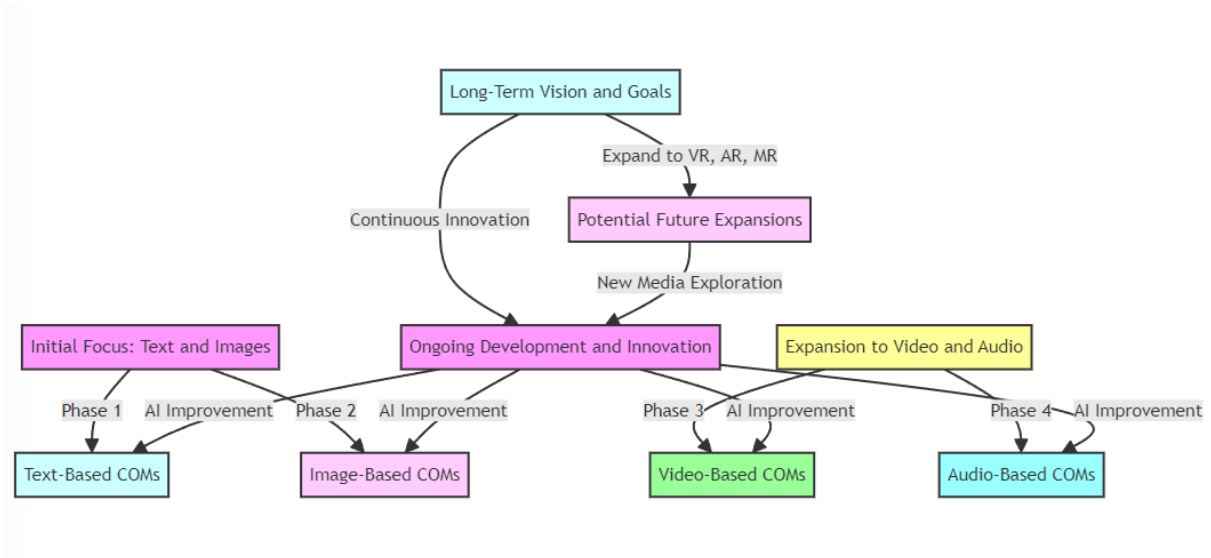 Long-Term Vision and Goals
Expand to VR, AR, MR
Continuous Innovation
Potential Future Expansions
New Media Exploration
Initial Focus: Text and Images
Ongoing Development and Innovation
Expansion to Video and Audio
Phase 1
AI Improvement
Phase 2
AI Improvement
Phase 3
AI Improvement
Phase 4
AI Improvement
Text-Based COMs
Image-Based COMs
Video-Based COMs
Audio-Based COMs